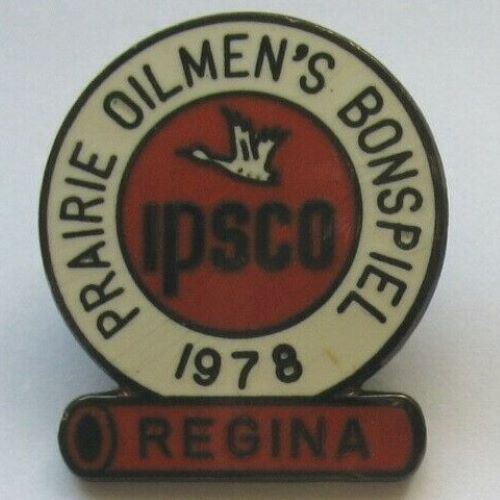 PRAIRIE OILMEN'S BONSPIEL
IPSCO
1978
REGINA